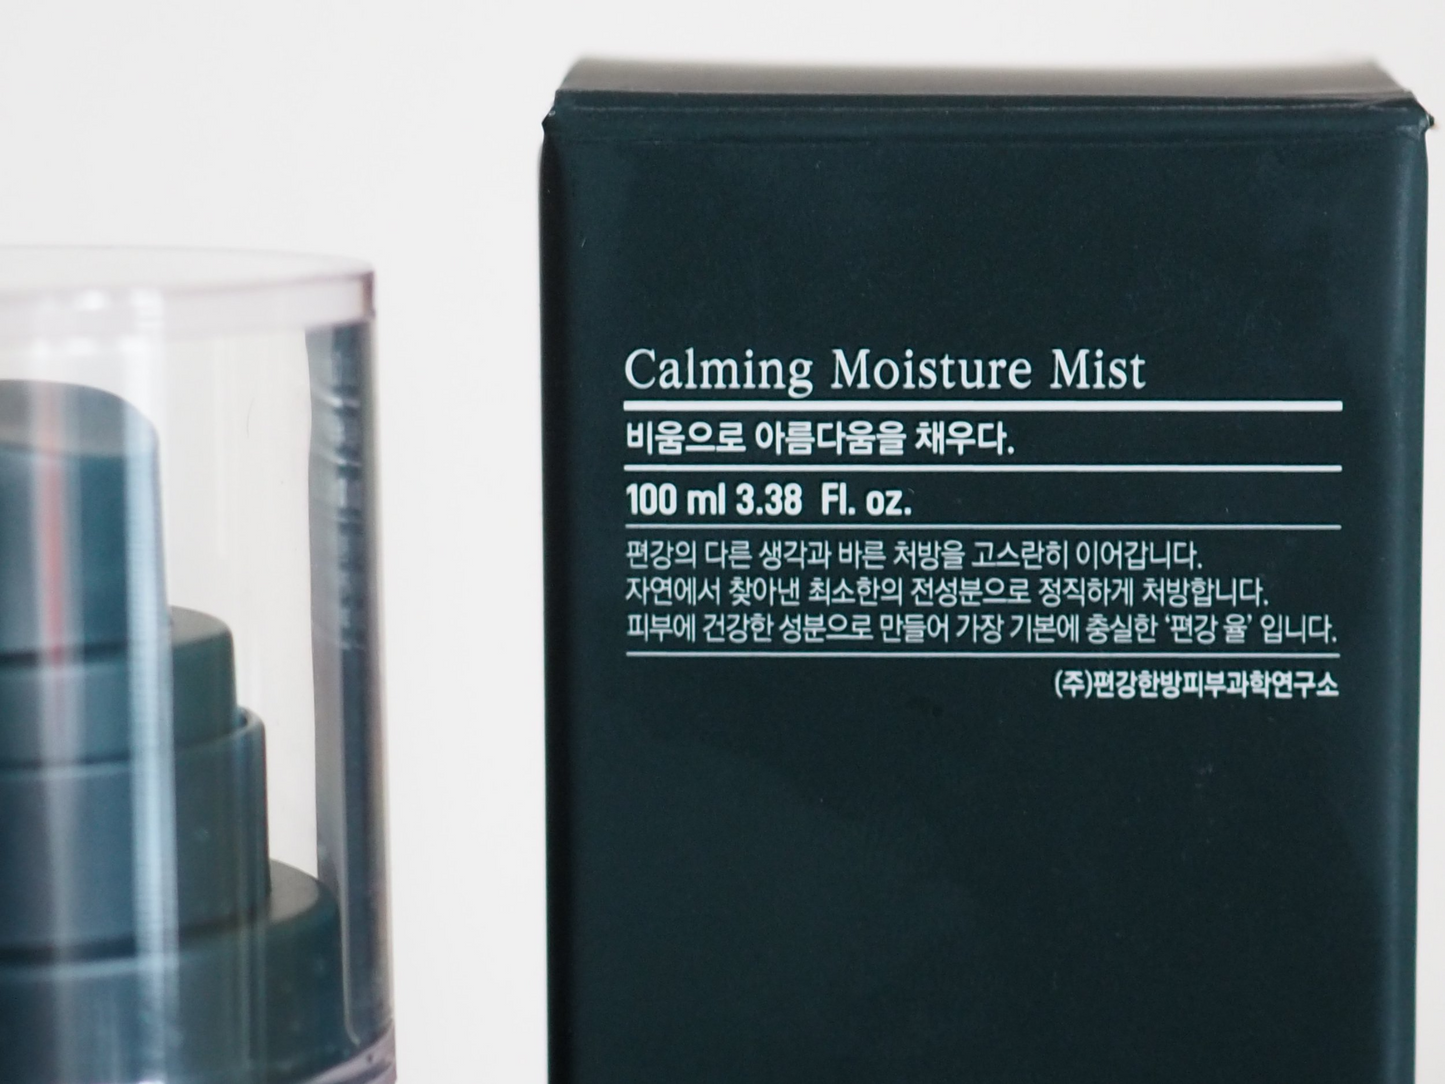 Calming Moisture Mist
비움으로 아름다움을 채우다.
100 ml 3.38 Fl. oz.
편강의 다른 생각과 바른 처방을 고스란히 이어갑니다.
자연에서 찾아낸 최소한의 전성분으로 정직하게 처방합니다.
피부에 건강한 성분으로 만들어 가장 기본에 충실한 ‘편강 율’ 입니다.
(주)편강한방피부과학연구소